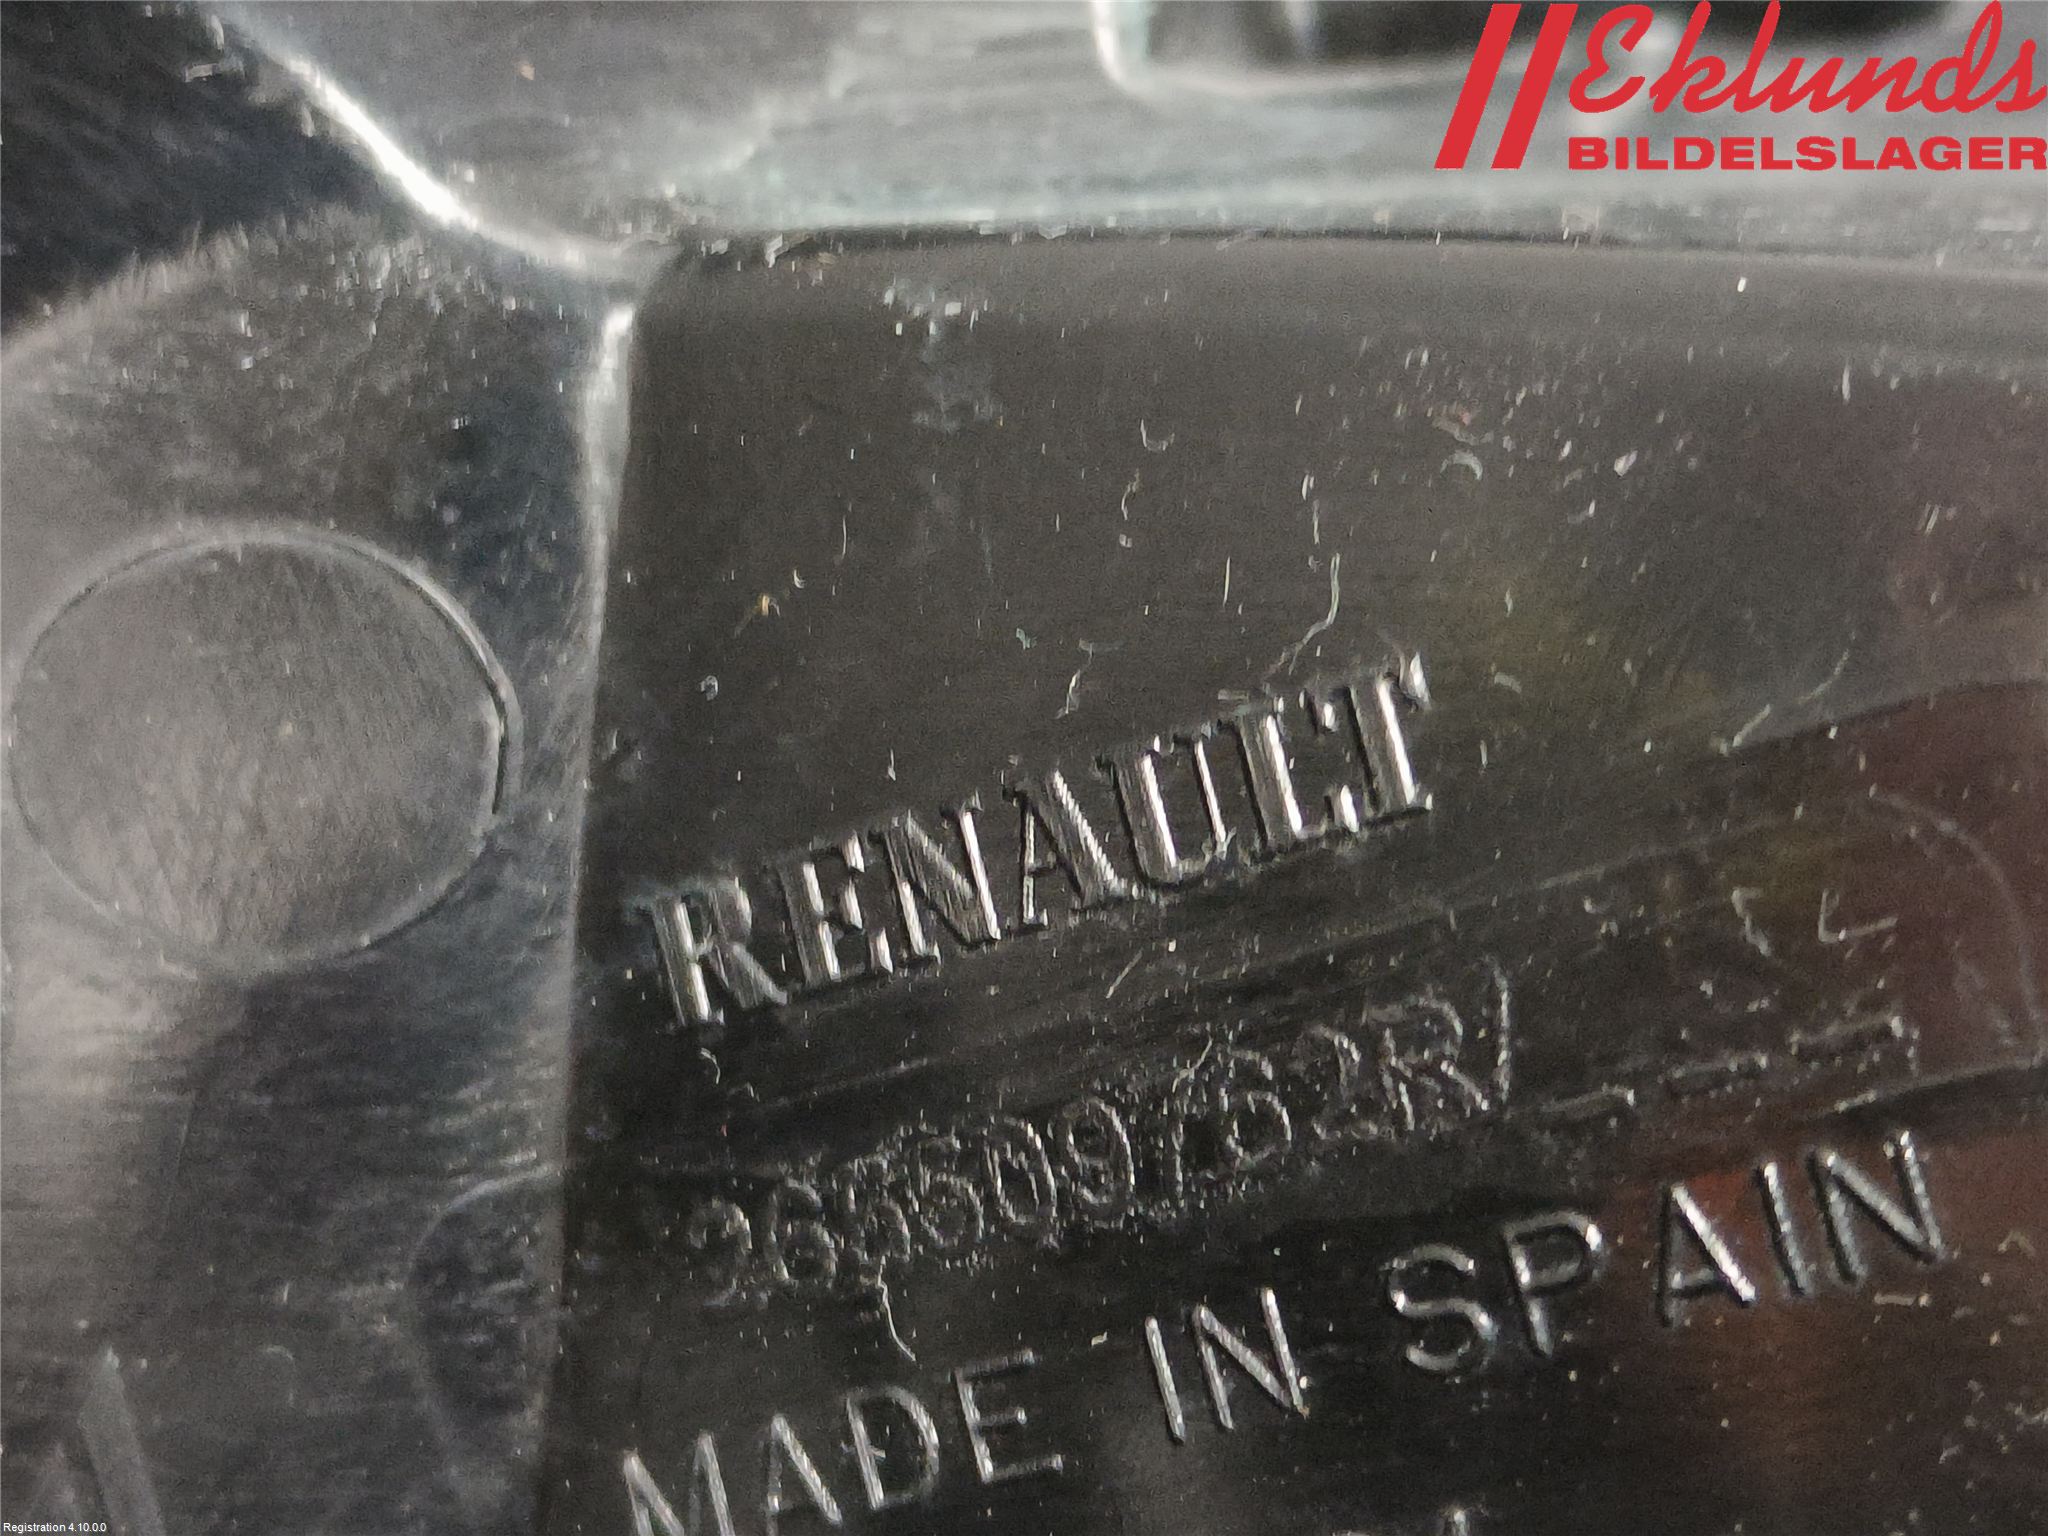 Eklunds
BILDELSLAGER
RENAULT
MADE IN SPAIN
Registration 4.10.0.0